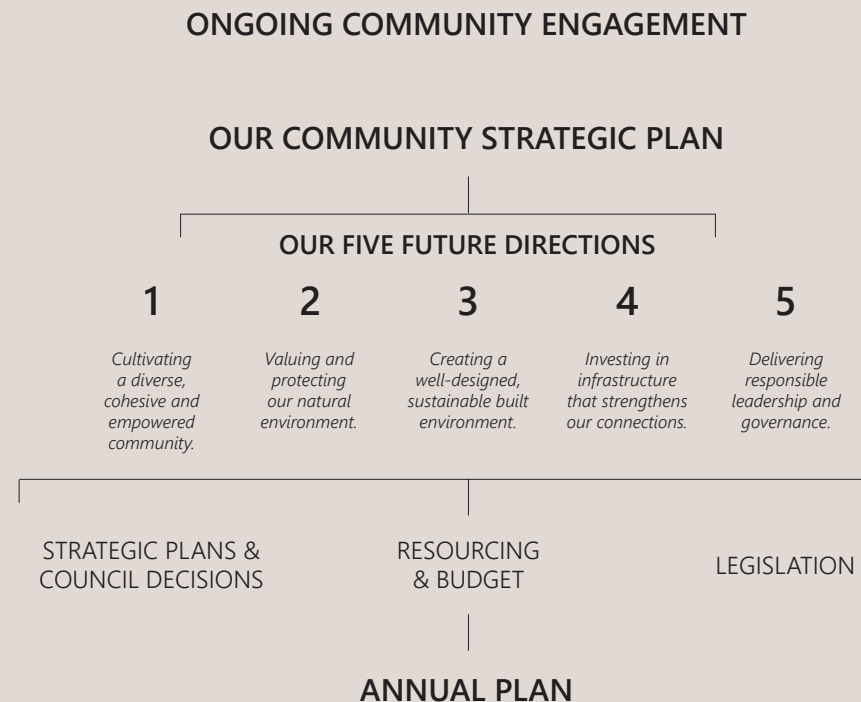 ONGOING COMMUNITY ENGAGEMENT
OUR COMMUNITY STRATEGIC PLAN
OUR FIVE FUTURE DIRECTIONS
1
Cultivating
a diverse,
cohesive and
empowered
community.
2
Valuing and
protecting
our natural
environment.
3
Creating a
well-designed,
sustainable built
environment.
4
Investing in
infrastructure
that strengthens
our connections.
5
Delivering
responsible
leadership and
governance.
STRATEGIC PLANS &
COUNCIL DECISIONS
RESOURCING
& BUDGET
LEGISLATION
ANNUAL PLAN